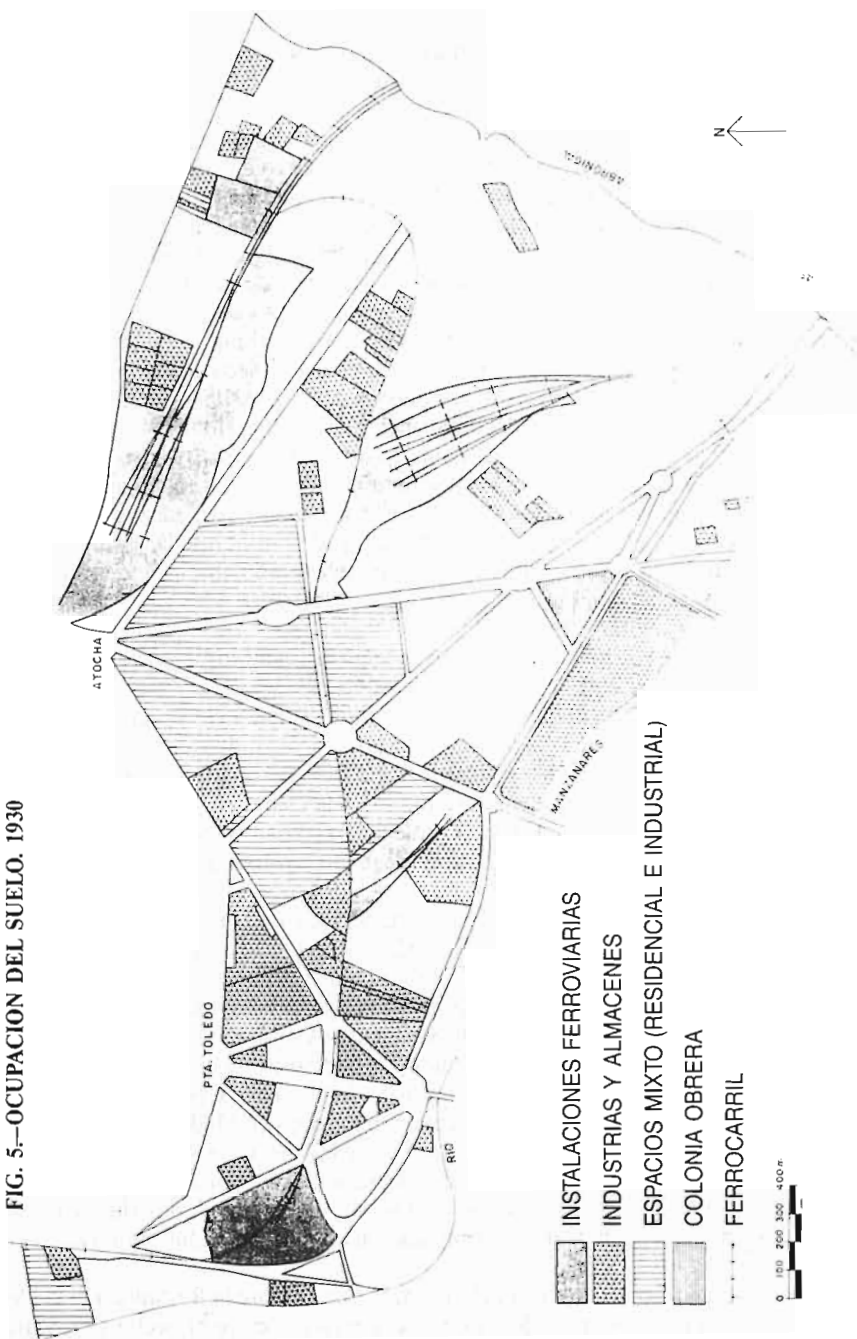 FIG. 5.—OCUPACION DEL SUELO. 1930
ATOCHA
PTA. TOLEDO
N
ABROÑIGAL
MANZANARES
RIO
INSTALACIONES FERROVIARIAS
INDUSTRIAS Y ALMACENES
ESPACIOS MIXTO (RESIDENCIAL E INDUSTRIAL)
COLONIA OBRERA
FERROCARRIL
0 100 200 300 400 m.